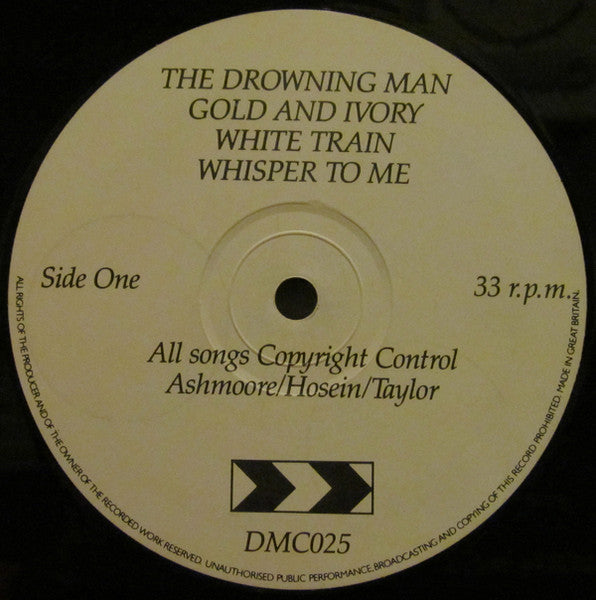 THE DROWNING MAN
GOLD AND IVORY
WHITE TRAIN
WHISPER TO ME
Side One
33 r.p.m.
All songs Copyright Control
Ashmoore/Hosein/Taylor
DMC025
ALL RIGHTS OF THE PRODUCER AND OF THE OWNER OF THE RECORDED WORK RESERVED. UNAUTHORISED PUBLIC PERFORMANCE, BROADCASTING AND COPYING OF THIS RECORD PROHIBITED. MADE IN GREAT BRITAIN.